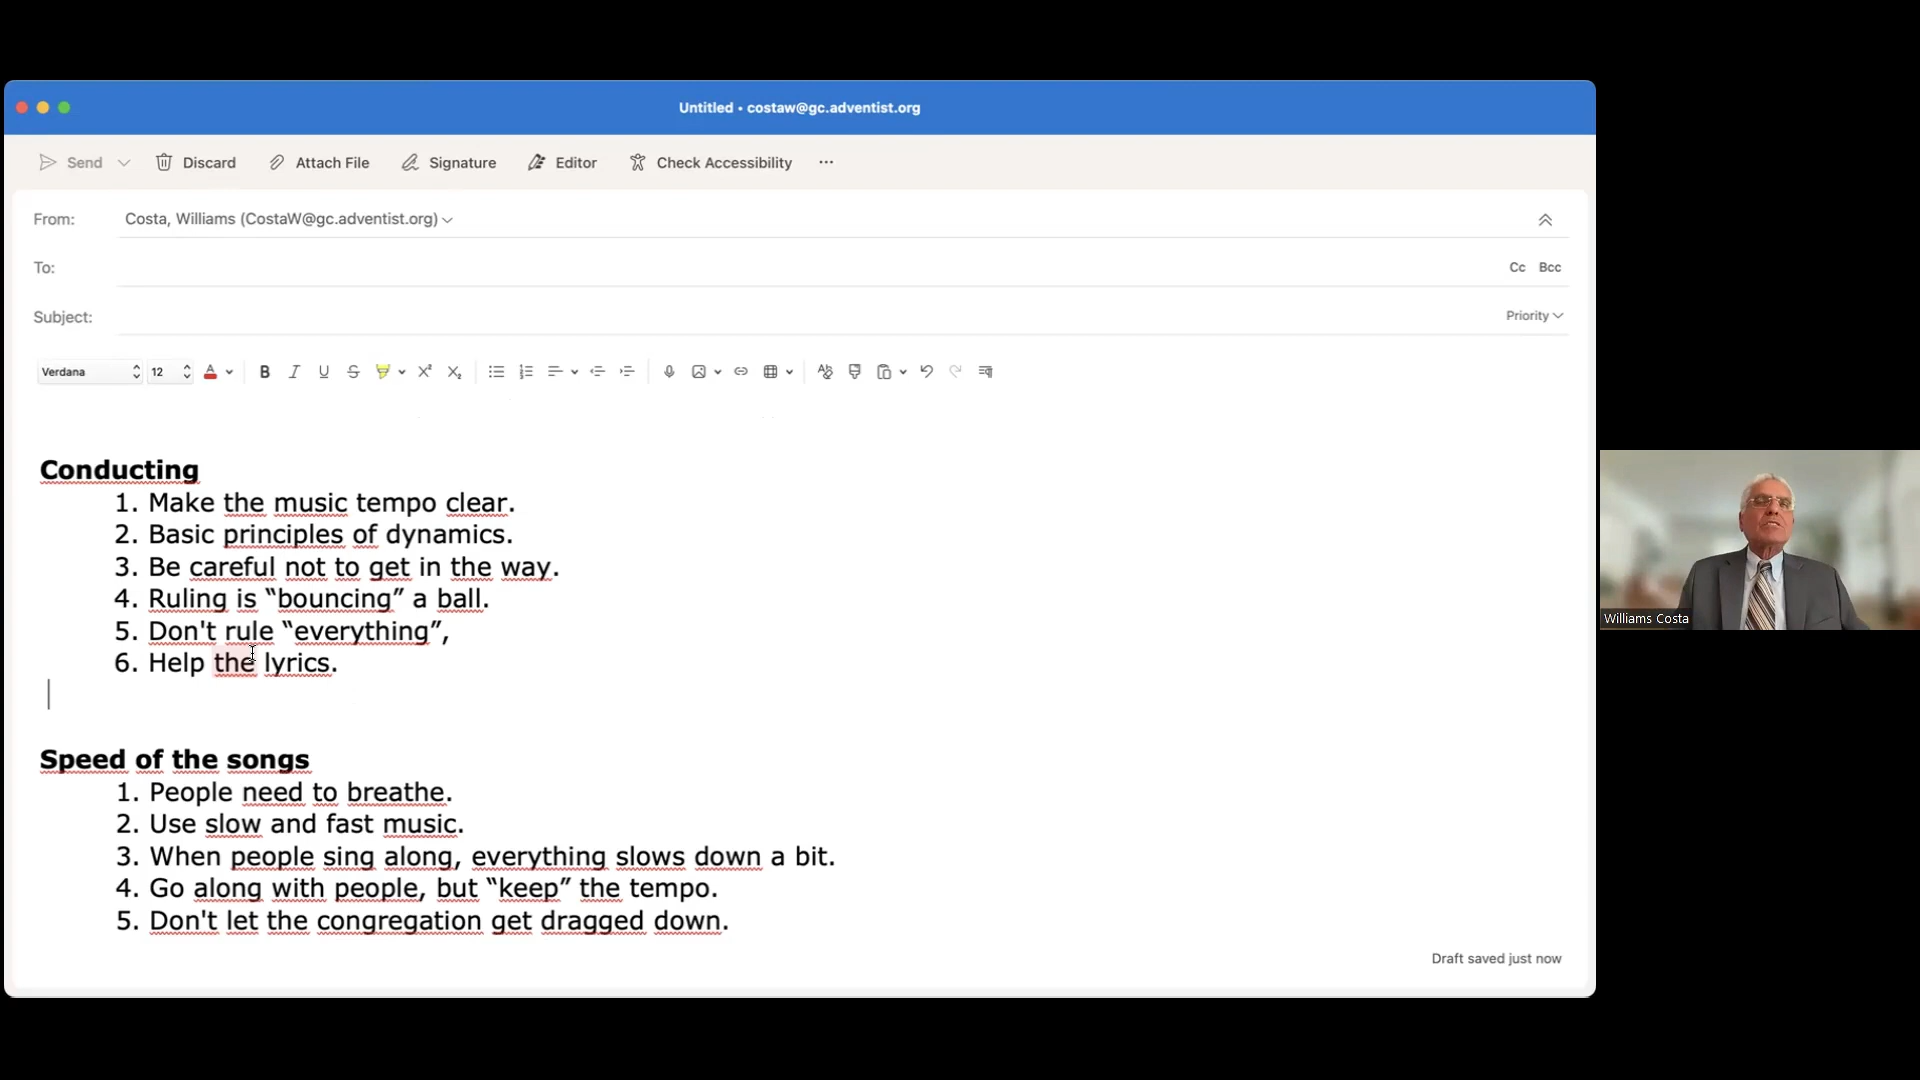 Untitled • costaw@gc.adventist.org
Send Discard Attach File Signature Editor Check Accessibility ...
From: Costa, Williams (CostaW@gc.adventist.org)
To: Cc Bcc
Subject: Priority
Verdana 12 A B I U S X² X₂
Conducting
1. Make the music tempo clear.
2. Basic principles of dynamics.
3. Be careful not to get in the way.
4. Ruling is “bouncing” a ball.
5. Don't rule “everything”,
6. Help the lyrics.
Williams Costa
Speed of the songs
1. People need to breathe.
2. Use slow and fast music.
3. When people sing along, everything slows down a bit.
4. Go along with people, but “keep” the tempo.
5. Don't let the congregation get dragged down.
Draft saved just now